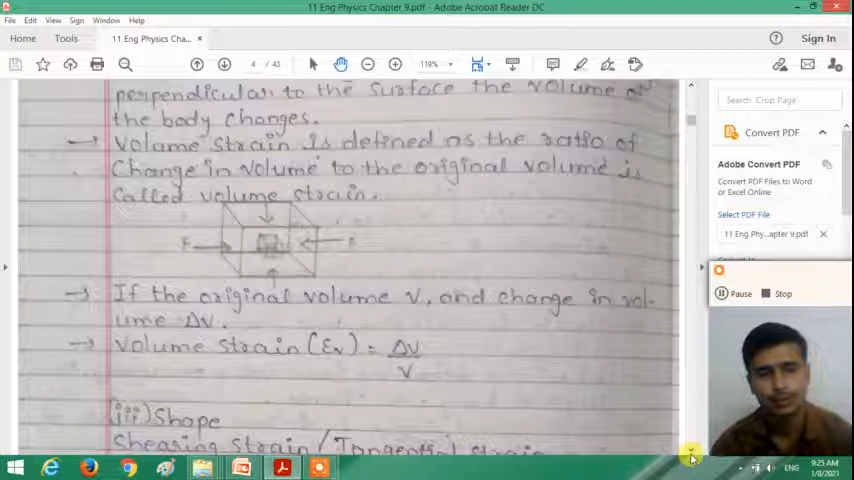 11 Eng Physics Chapter 9.pdf - Adobe Acrobat Reader DC
File Edit View Sign Window Help
Home Tools 11 Eng Physics Cha... × Sign In
4 / 43 119%
perpendicular to the surface the volume of
the body changes.
→ Volume strain is defined as the ratio of
Change in volume to the original volume is
Called volume strain.
F F
→ If the original volume V, and change in vol-
ume ΔV.
→ Volume strain (εv) = ΔV
V
(iii) Shape
Shearing strain / Tangential strain
Search 'Crop Page'
Convert PDF
Adobe Convert PDF
Convert PDF Files to Word
or Excel Online
Select PDF File
11 Eng Phy...apter 9.pdf ×
Convert to
Pause Stop
ENG
9:25 AM
1/8/2021